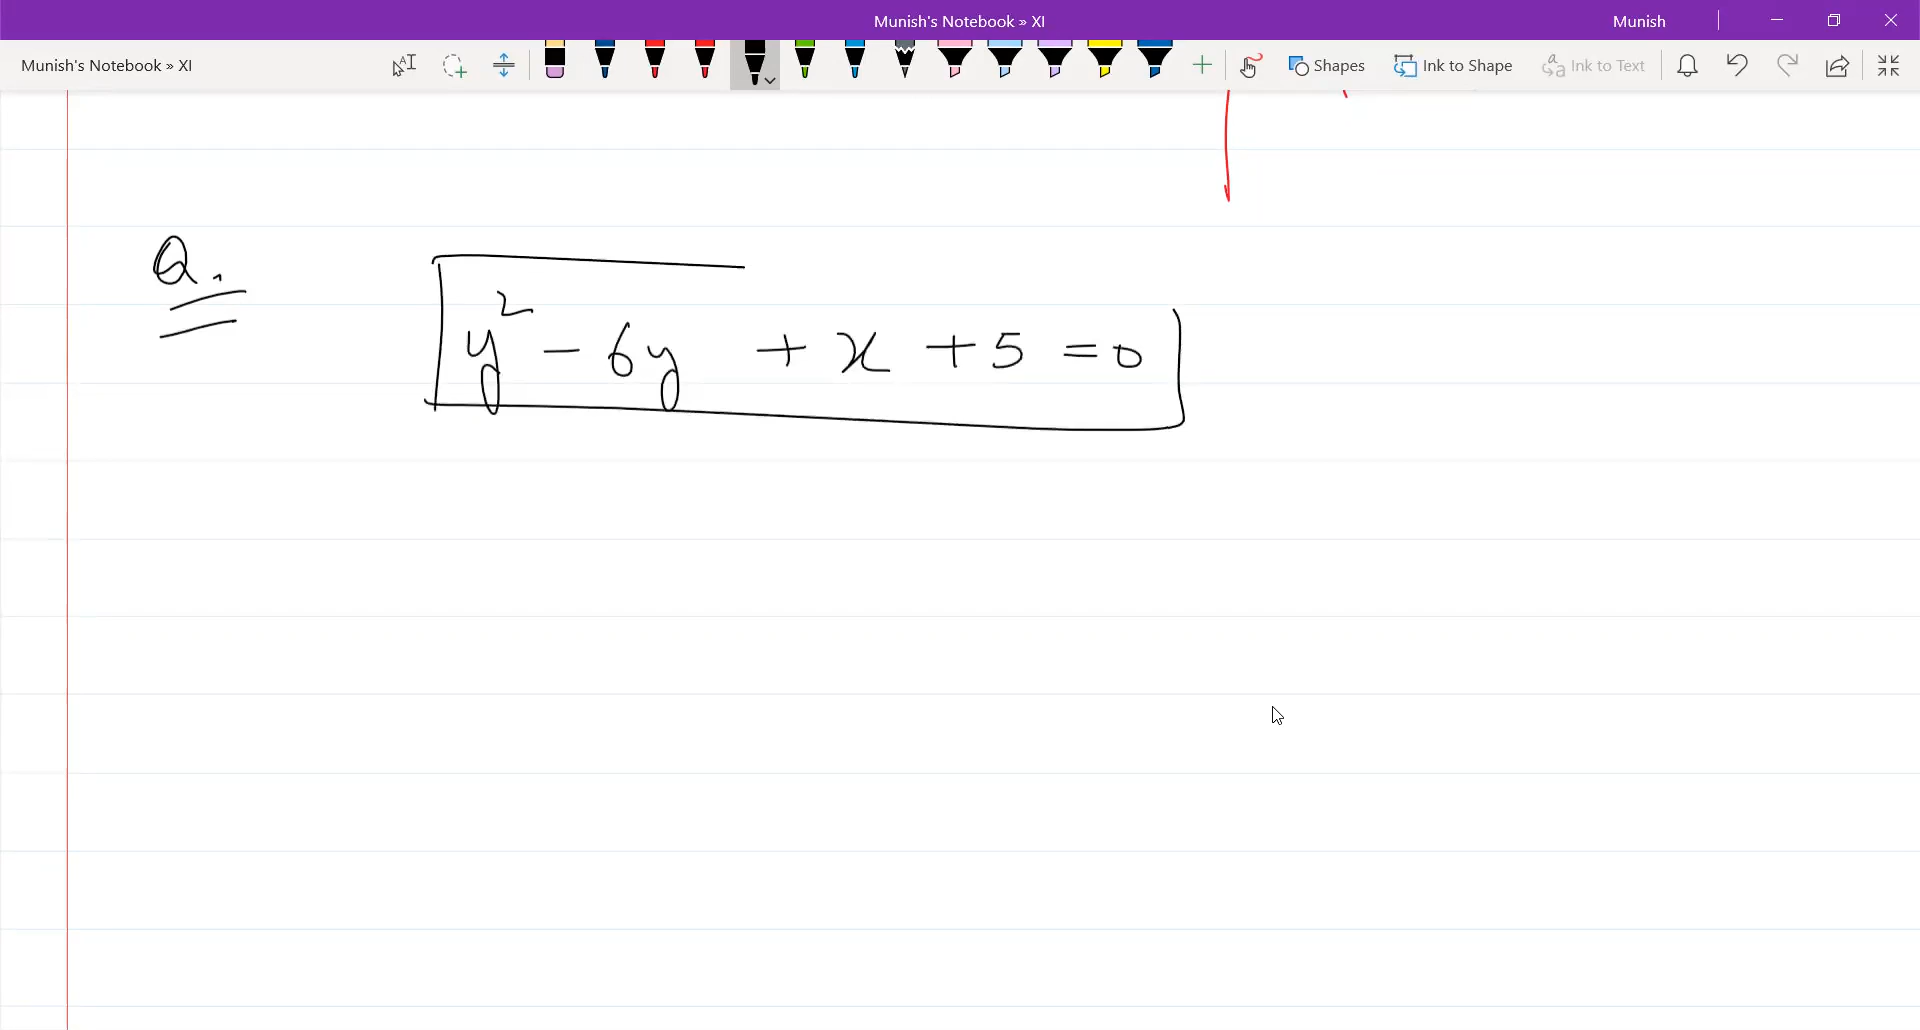 Munish's Notebook » XI
Munish
Munish's Notebook » XI
Shapes
Ink to Shape
Ink to Text
Q.
y² - 6y + x + 5 = 0